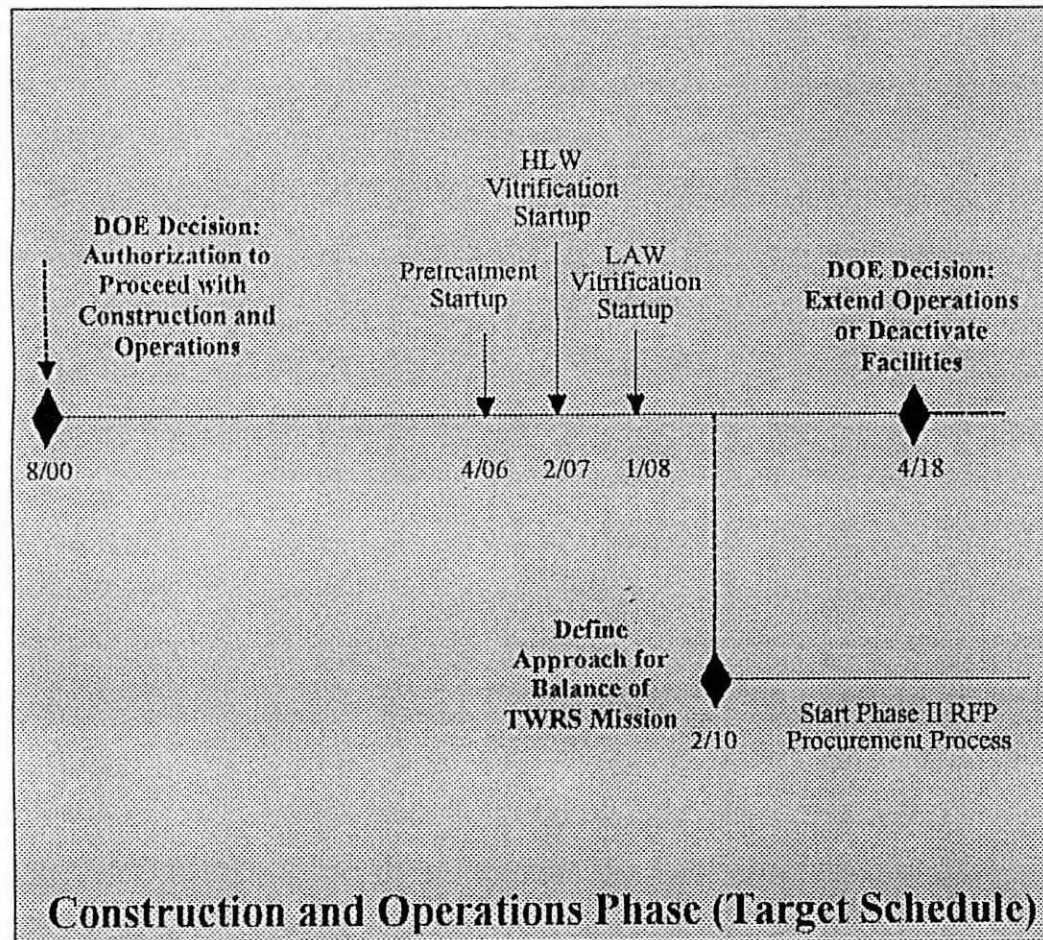 HLW
Vitrification
Startup
DOE Decision:
Authorization to
Proceed with
Construction and
Operations
Pretreatment
Startup
LAW
Vitrification
Startup
DOE Decision:
Extend Operations
or Deactivate
Facilities
8/00
4/06
2/07
1/08
4/18
Define
Approach for
Balance of
TWRS Mission
2/10
Start Phase II RFP
Procurement Process
Construction and Operations Phase (Target Schedule)